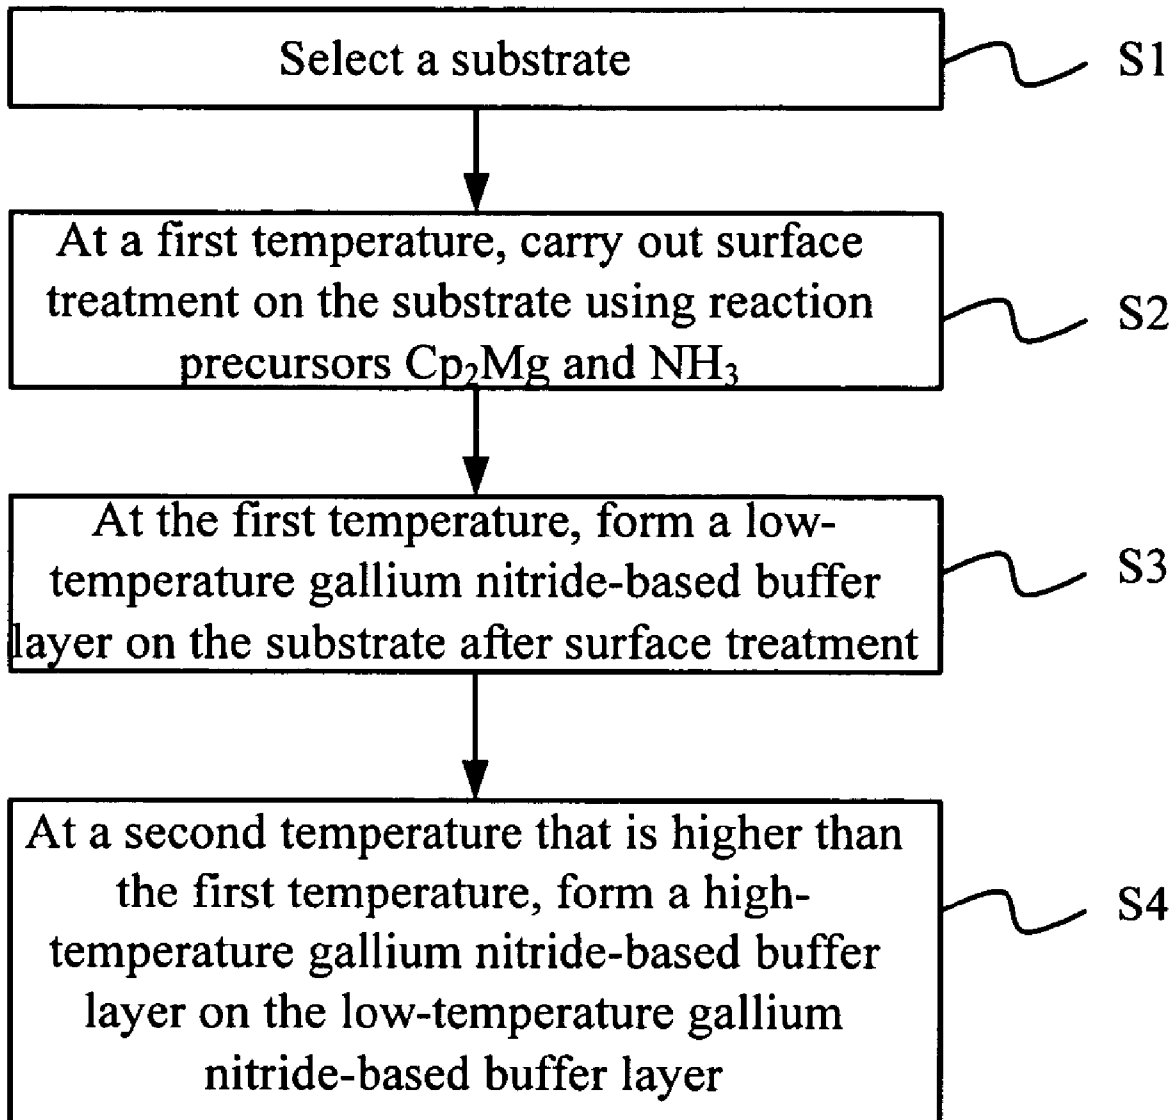 Select a substrate
S1
At a first temperature, carry out surface
treatment on the substrate using reaction
precursors Cp₂Mg and NH₃
S2
At the first temperature, form a low-
temperature gallium nitride-based buffer
layer on the substrate after surface treatment
S3
At a second temperature that is higher than
the first temperature, form a high-
temperature gallium nitride-based buffer
layer on the low-temperature gallium
nitride-based buffer layer
S4